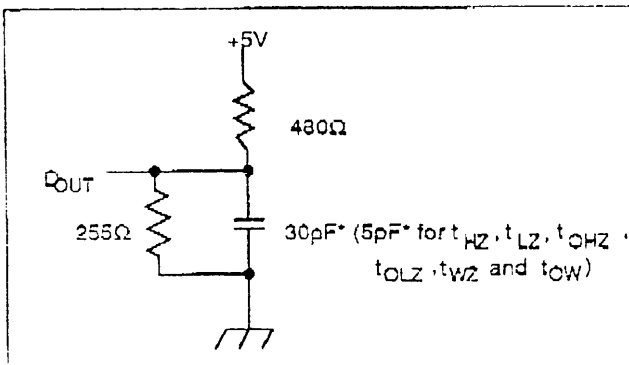 +5V
480Ω
DOUT
255Ω
30pF* (5pF* for tHZ, tLZ, tOHZ,
tOLZ, tWZ and tOW)